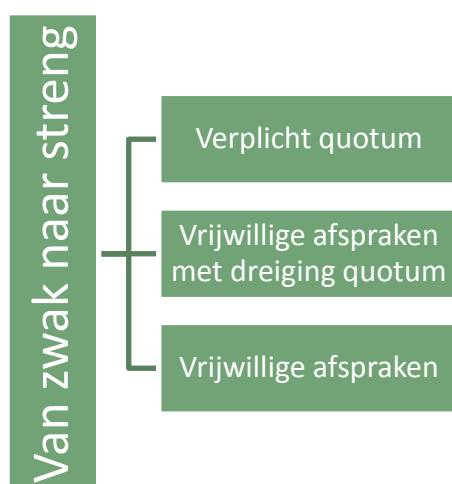 Van zwak naar streng
Verplicht quotum
Vrijwillige afspraken
met dreiging quotum
Vrijwillige afspraken